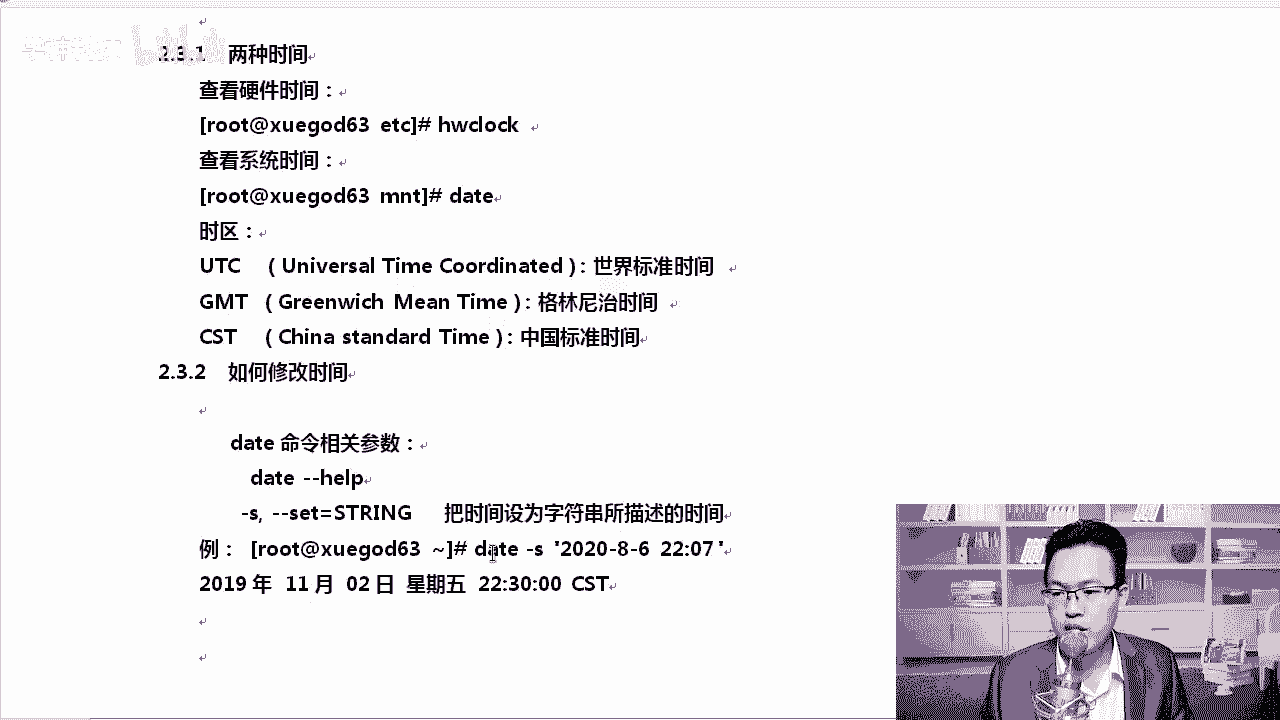 2.3.1 两种时间
查看硬件时间：
[root@xuegod63 etc]# hwclock
查看系统时间：
[root@xuegod63 mnt]# date
时区：
UTC （Universal Time Coordinated）：世界标准时间
GMT （Greenwich Mean Time）：格林尼治时间
CST （China standard Time）：中国标准时间
2.3.2 如何修改时间
date 命令相关参数：
date --help
-s, --set=STRING 把时间设为字符串所描述的时间
例： [root@xuegod63 ~]# date -s '2020-8-6 22:07'
2019 年 11 月 02 日 星期五 22:30:00 CST